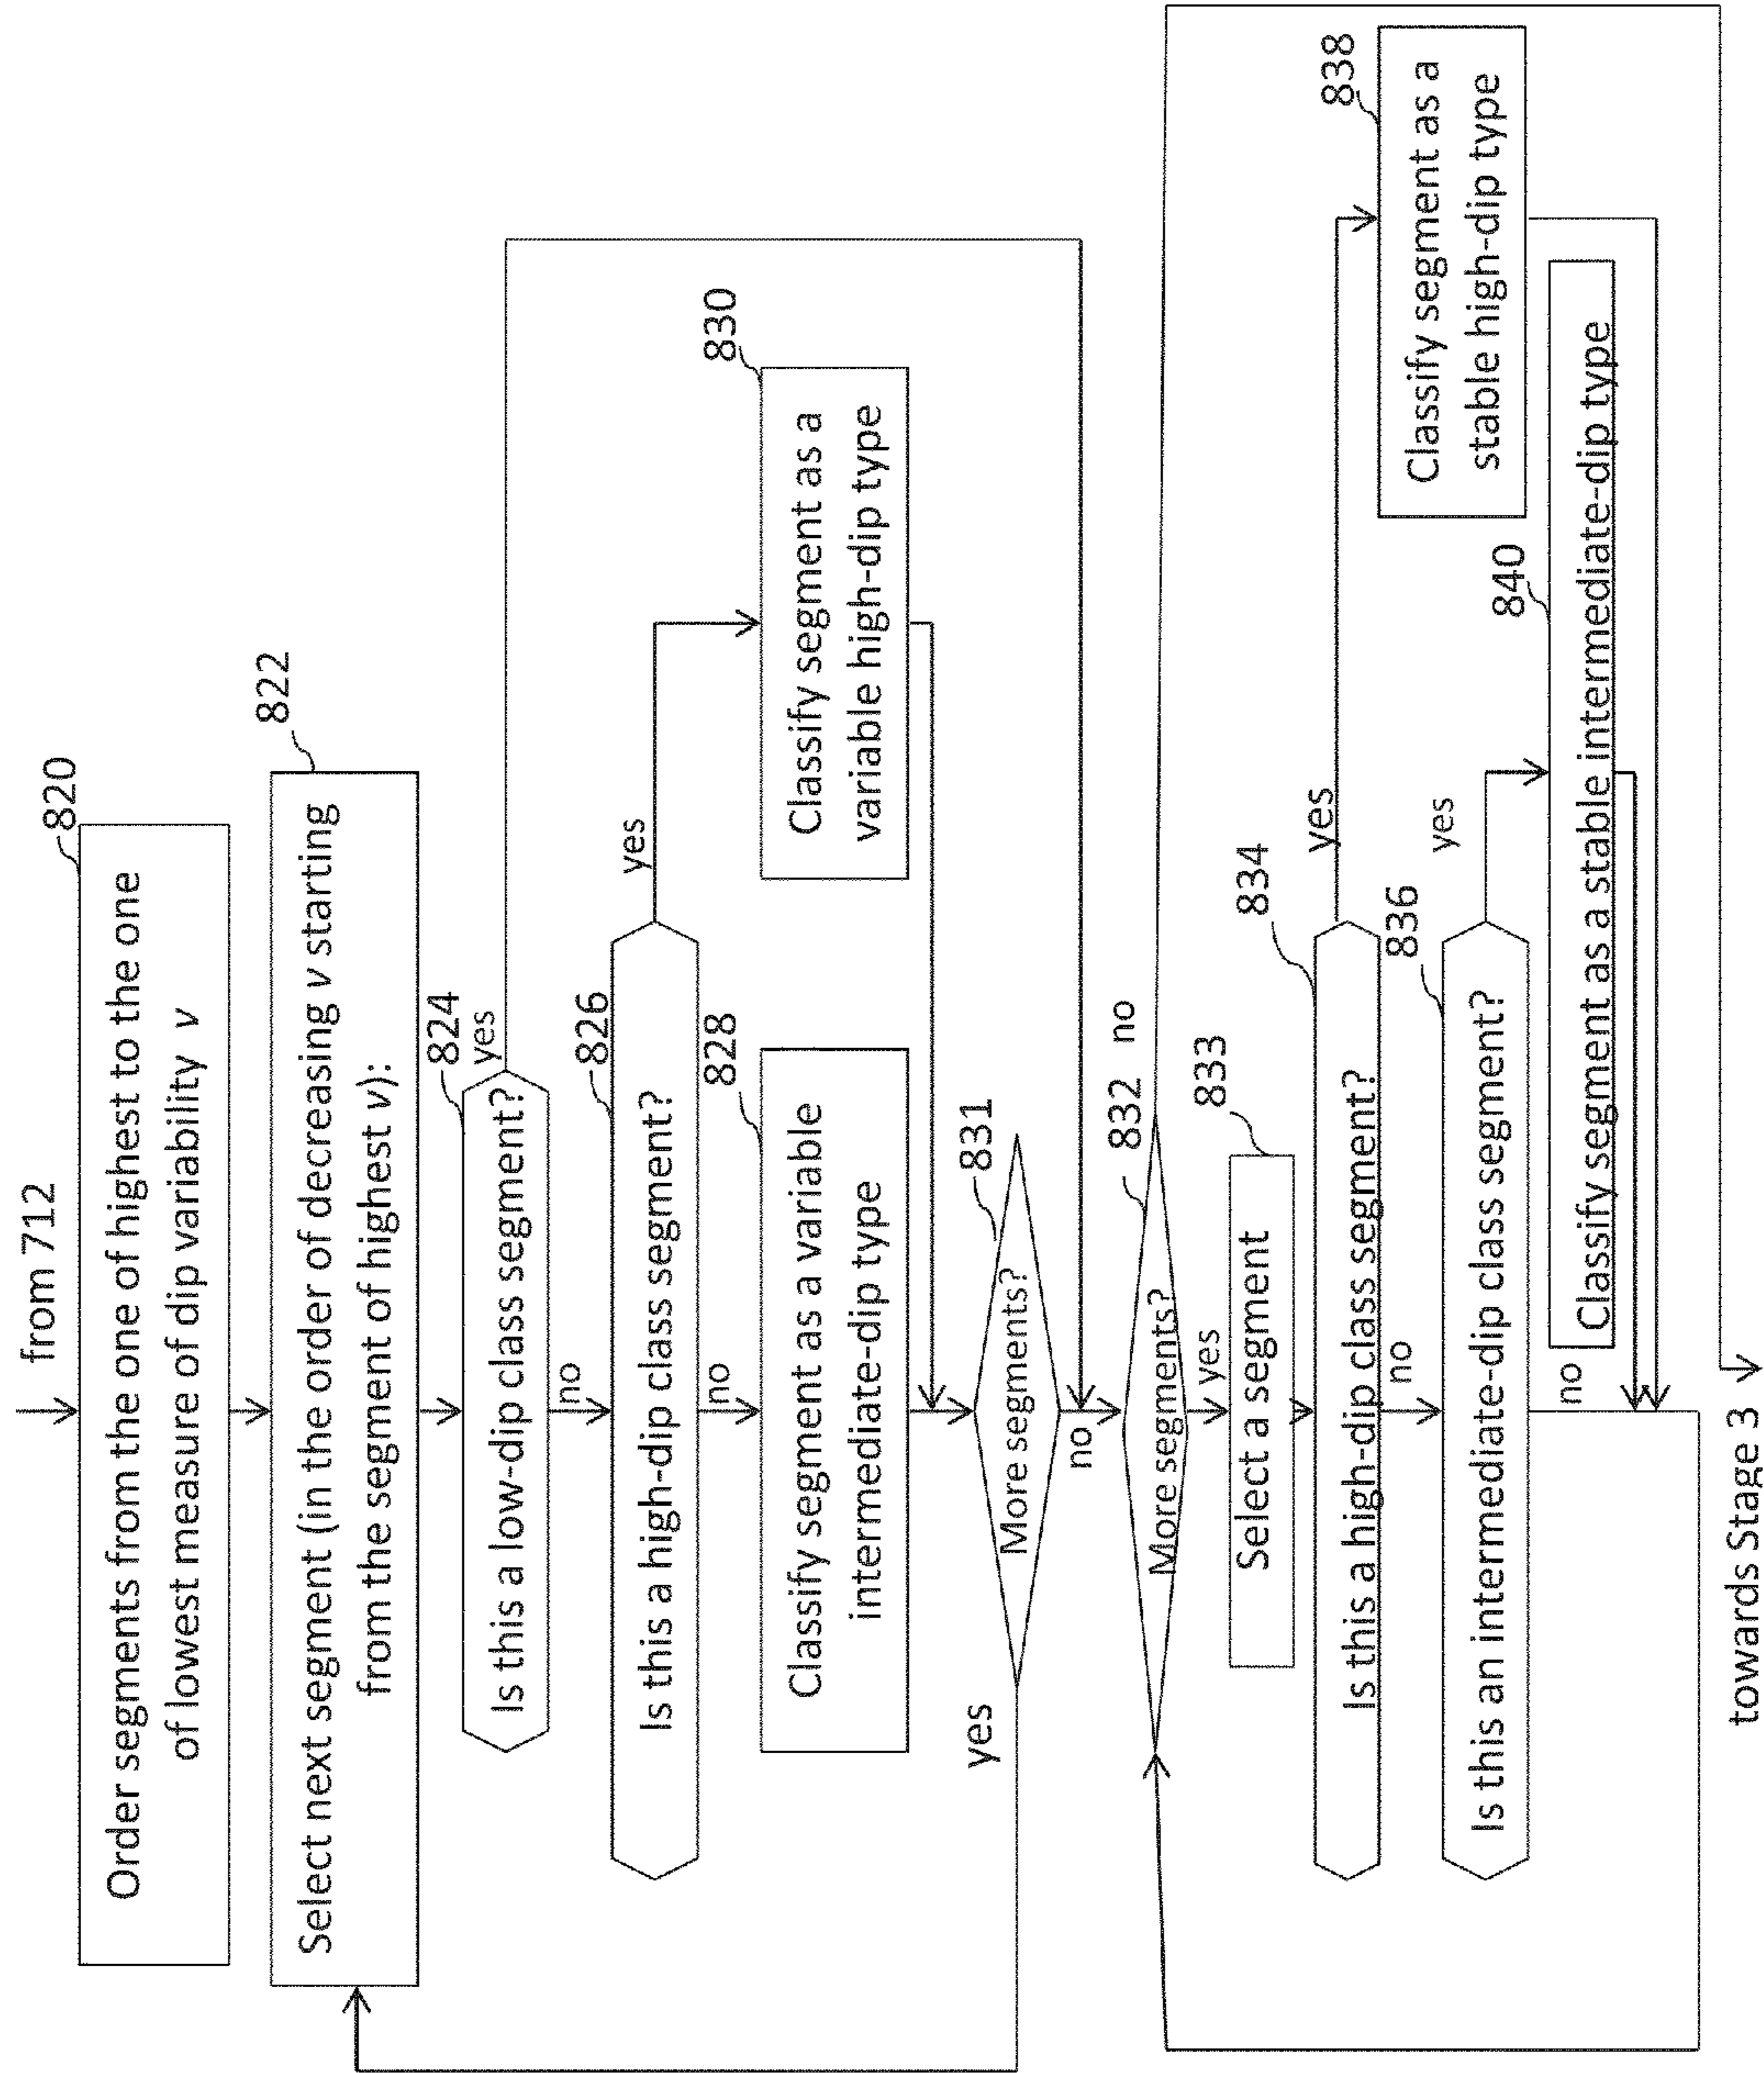 from 712
820
Order segments from the one of highest to the one
of lowest measure of dip variability v
822
Select next segment (in the order of decreasing v starting
from the segment of highest v):
824
Is this a low-dip class segment?
yes
no
826
Is this a high-dip class segment?
yes
no
828
Classify segment as a variable
intermediate-dip type
830
Classify segment as a
variable high-dip type
831
More segments?
yes
no
832
More segments?
no
yes
833
Select a segment
834
Is this a high-dip class segment?
yes
no
836
Is this an intermediate-dip class segment?
yes
no
838
Classify segment as a
stable high-dip type
840
Classify segment as a stable intermediate-dip type
towards Stage 3